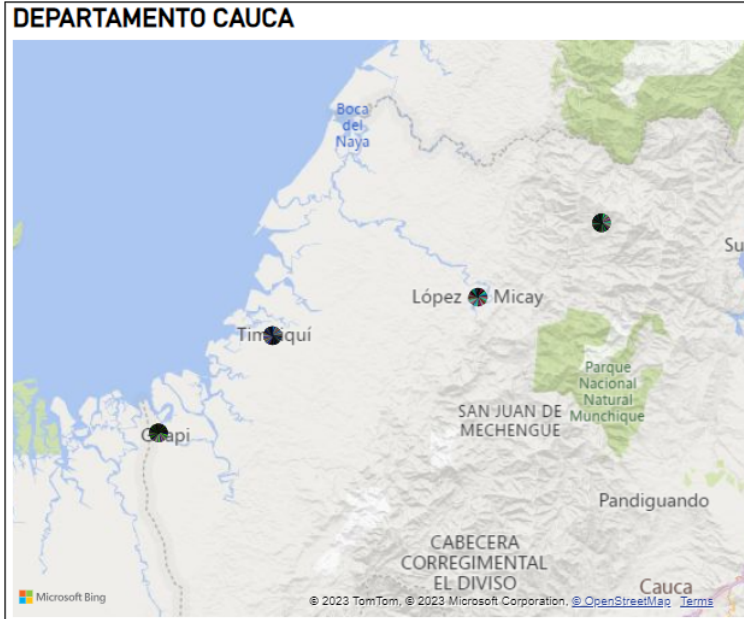 DEPARTAMENTO CAUCA
Boca
del
Naya
Su
López Micay
Parque
Nacional
Natural
Munchique
SAN JUAN DE
MECHENGUE
Pandiguando
CABECERA
CORREGIMENTAL
EL DIVISO
Cauca
Microsoft Bing
© 2023 TomTom, © 2023 Microsoft Corporation, © OpenStreetMap Terms